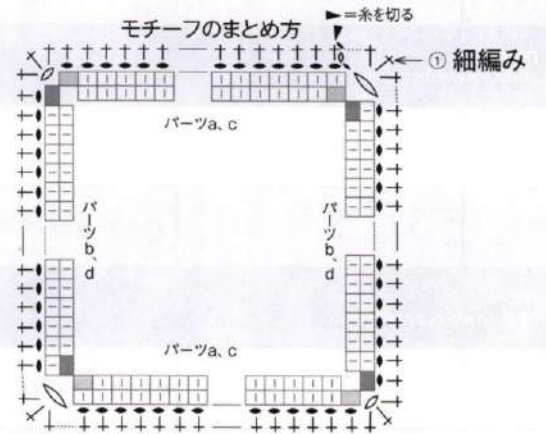 モチーフのまとめ方
▶=糸を切る
① 細編み
パーツa、c
パーツb、d
パーツb、d
パーツa、c